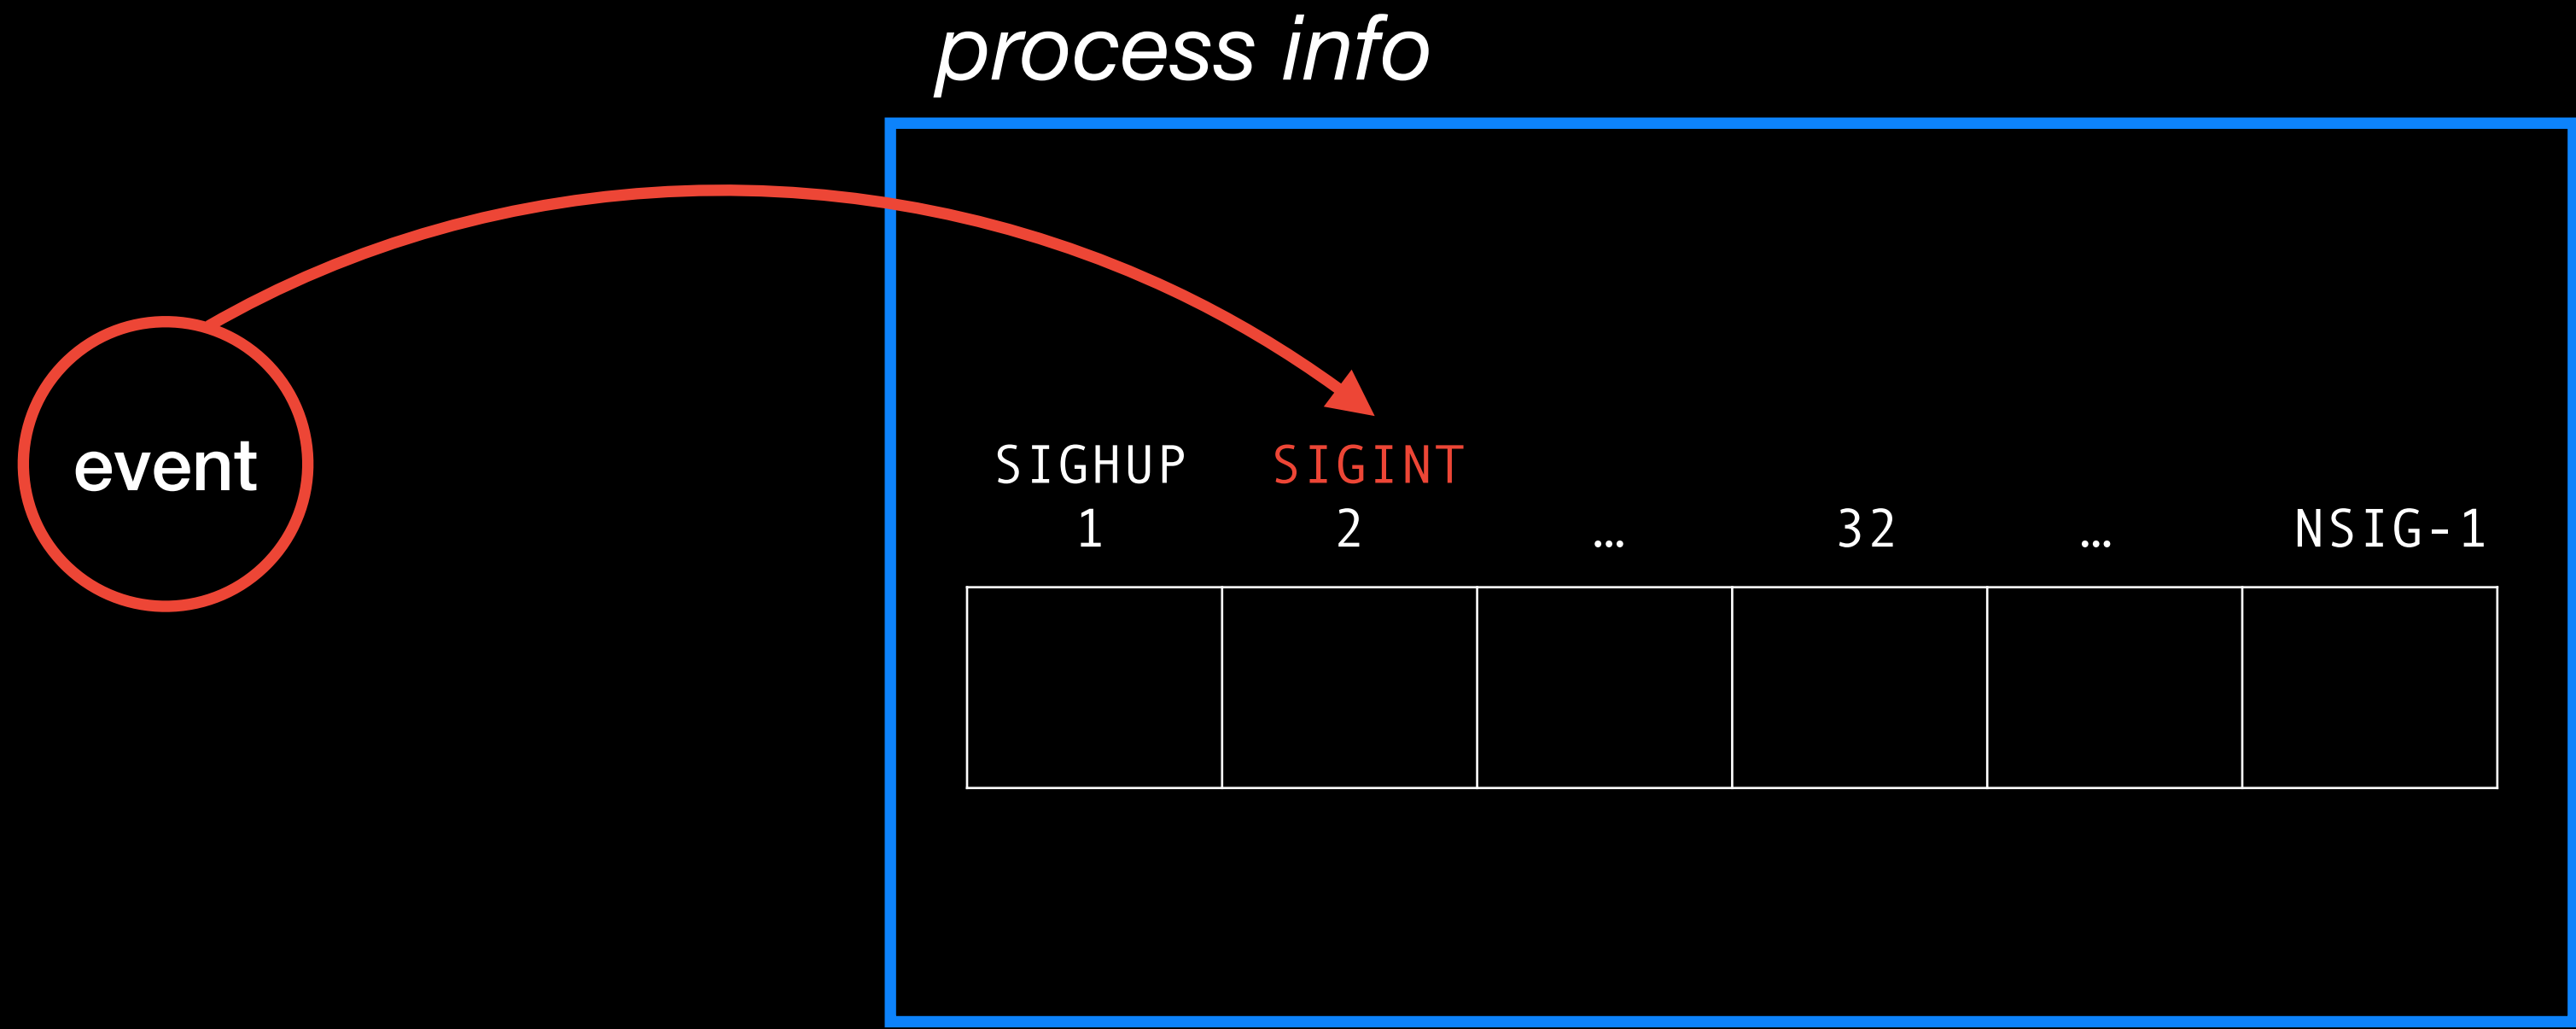 process info
event
SIGHUP SIGINT
1 2 … 32 … NSIG-1